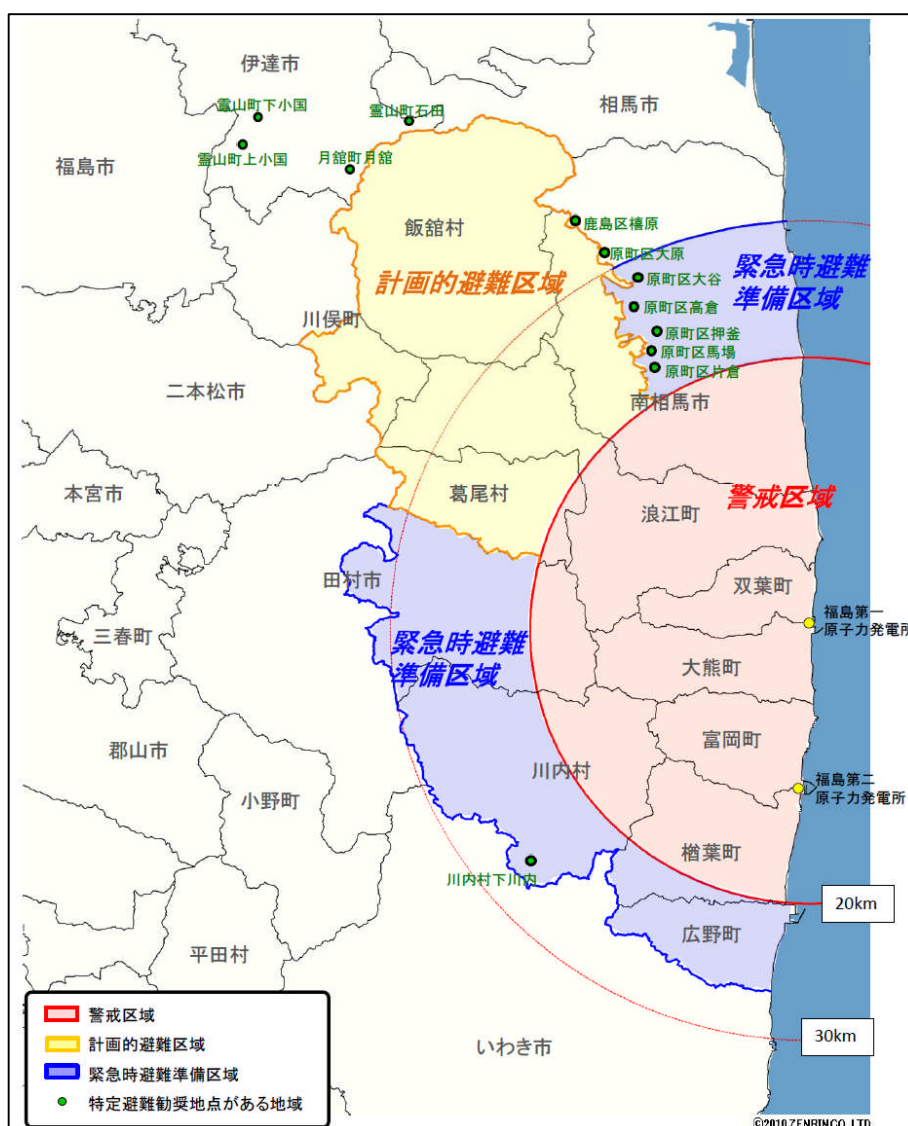 伊達市
相馬市
霊山町下小国
霊山町石田
霊山町上小国
月舘町月舘
福島市
飯舘村
鹿島区橲原
原町区大原
計画的避難区域
緊急時避難
準備区域
原町区大谷
原町区高倉
川俣町
原町区押釜
原町区馬場
原町区片倉
二本松市
南相馬市
葛尾村
本宮市
警戒区域
浪江町
田村市
双葉町
福島第一
原子力発電所
三春町
緊急時避難
準備区域
大熊町
富岡町
郡山市
川内村
福島第二
原子力発電所
小野町
楢葉町
川内村下川内
20km
広野町
平田村
警戒区域
計画的避難区域
緊急時避難準備区域
特定避難勧奨地点がある地域
いわき市
30km
©2010 ZENRIN CO.,LTD.